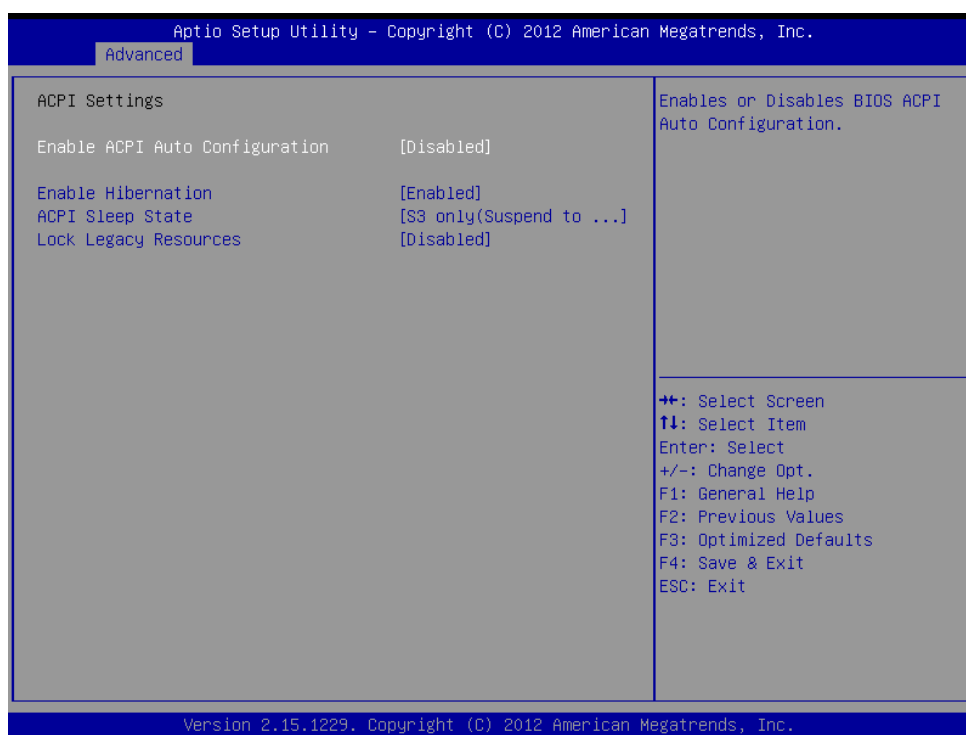 Aptio Setup Utility – Copyright (C) 2012 American Megatrends, Inc.
Advanced
ACPI Settings
Enable ACPI Auto Configuration [Disabled]
Enable Hibernation [Enabled]
ACPI Sleep State [S3 only(Suspend to ...]
Lock Legacy Resources [Disabled]
Enables or Disables BIOS ACPI
Auto Configuration.
→←: Select Screen
↑↓: Select Item
Enter: Select
+/-: Change Opt.
F1: General Help
F2: Previous Values
F3: Optimized Defaults
F4: Save & Exit
ESC: Exit
Version 2.15.1229. Copyright (C) 2012 American Megatrends, Inc.